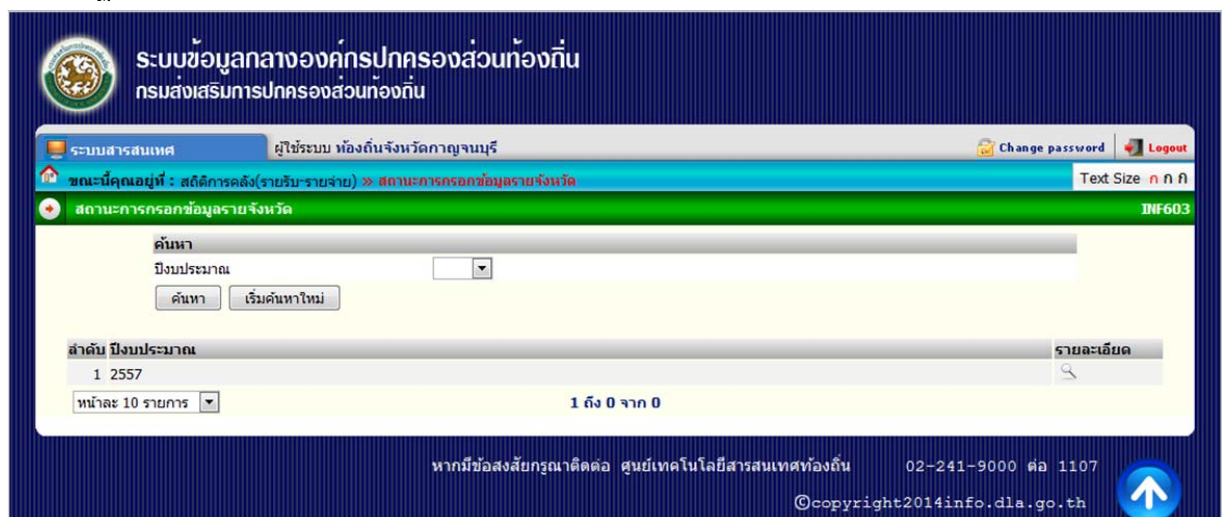 ระบบข้อมูลกลางองค์กรปกครองส่วนท้องถิ่น
กรมส่งเสริมการปกครองส่วนท้องถิ่น
ระบบสารสนเทศ ผู้ใช้ระบบ ท้องถิ่นจังหวัดกาญจนบุรี Change password Logout
ขณะนี้คุณอยู่ที่ : สถิติการคลัง(รายรับ-รายจ่าย) » สถานะการกรอกข้อมูลรายจังหวัด Text Size ก ก ก
สถานะการกรอกข้อมูลรายจังหวัด INF603
ค้นหา
ปีงบประมาณ
ค้นหา เริ่มค้นหาใหม่
ลำดับ ปีงบประมาณ รายละเอียด
1 2557
หน้าละ 10 รายการ 1 ถึง 0 จาก 0
หากมีข้อสงสัยกรุณาติดต่อ ศูนย์เทคโนโลยีสารสนเทศท้องถิ่น 02-241-9000 ต่อ 1107
©copyright2014info.dla.go.th